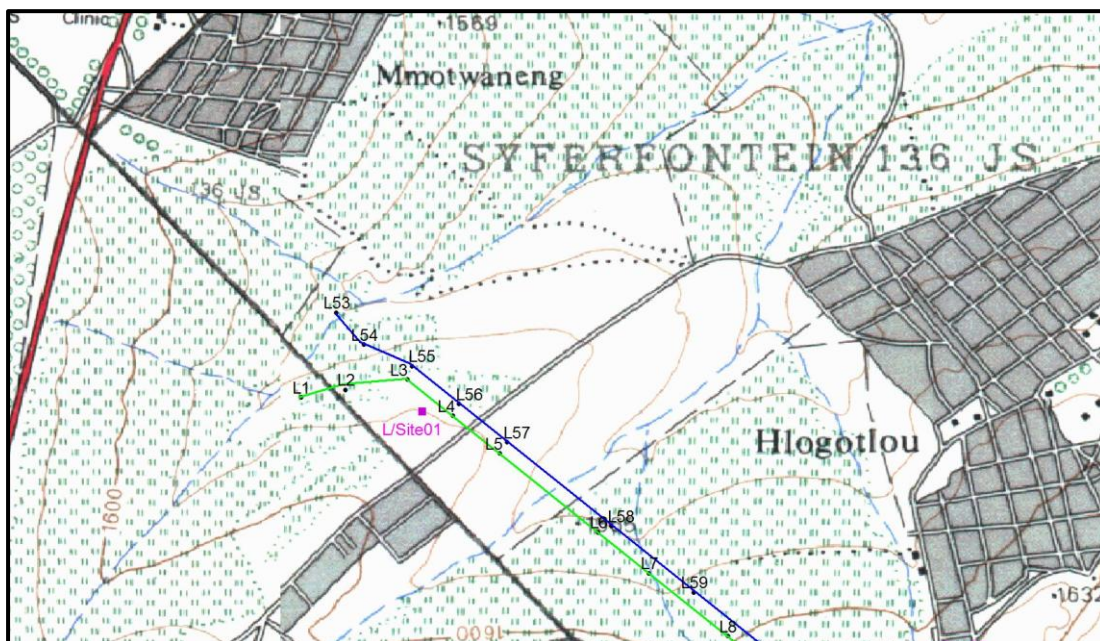 Clinic
1569
Mmotwaneng
SYFERFONTEIN 136 JS
136 JS
L53
L54
L55
L3
L2
L1
L56
L4
L/Site01
L57
L5
Hlogotlou
L58
L7
L59
1600
1632
L8
1600